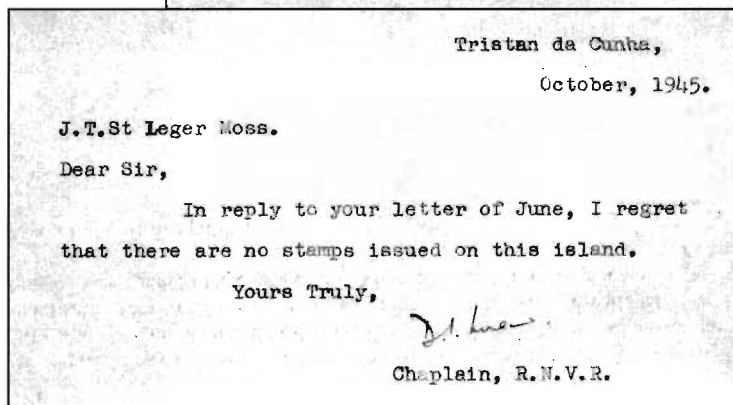 Tristan da Cunha,
October, 1945.
J.T.St Leger Moss.
Dear Sir,
In reply to your letter of June, I regret
that there are no stamps issued on this island.
Yours Truly,
Chaplain, R.N.V.R.